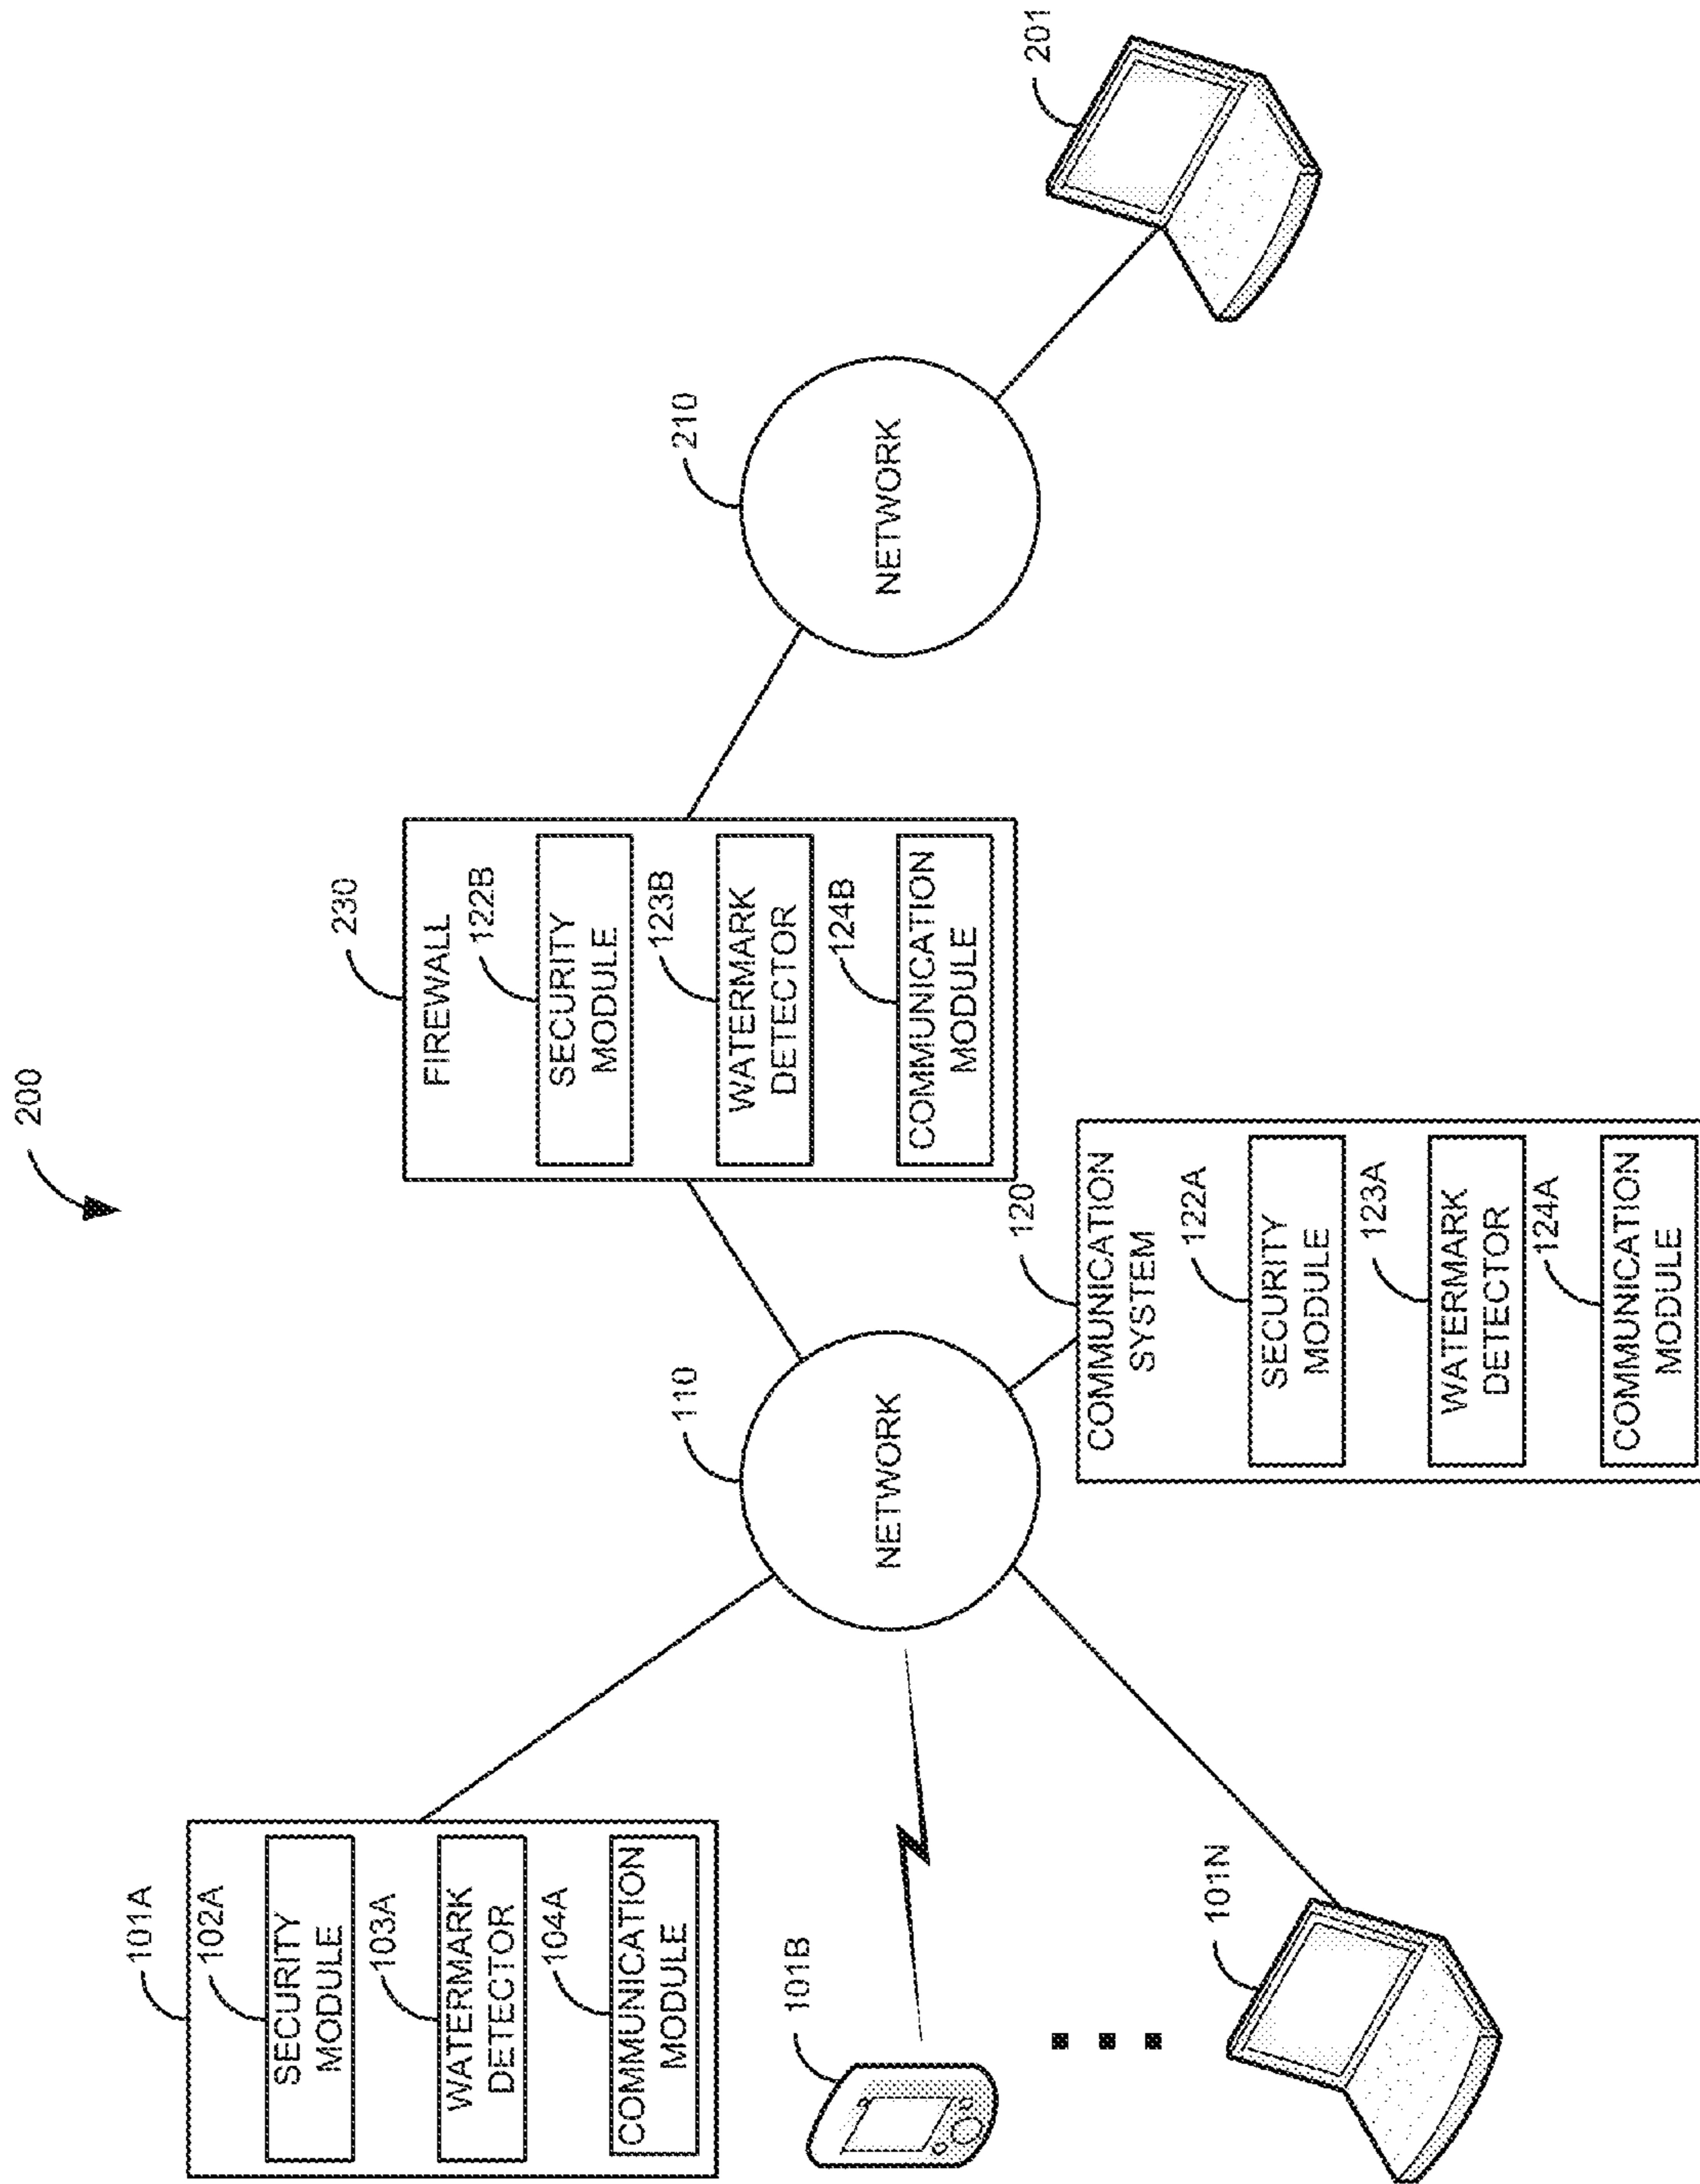 200
101A
102A
SECURITY
MODULE
103A
WATERMARK
DETECTOR
104A
COMMUNICATION
MODULE
230
FIREWALL
122B
SECURITY
MODULE
123B
WATERMARK
DETECTOR
124B
COMMUNICATION
MODULE
110
NETWORK
210
NETWORK
201
101B
101N
120
COMMUNICATION
SYSTEM
122A
SECURITY
MODULE
123A
WATERMARK
DETECTOR
124A
COMMUNICATION
MODULE